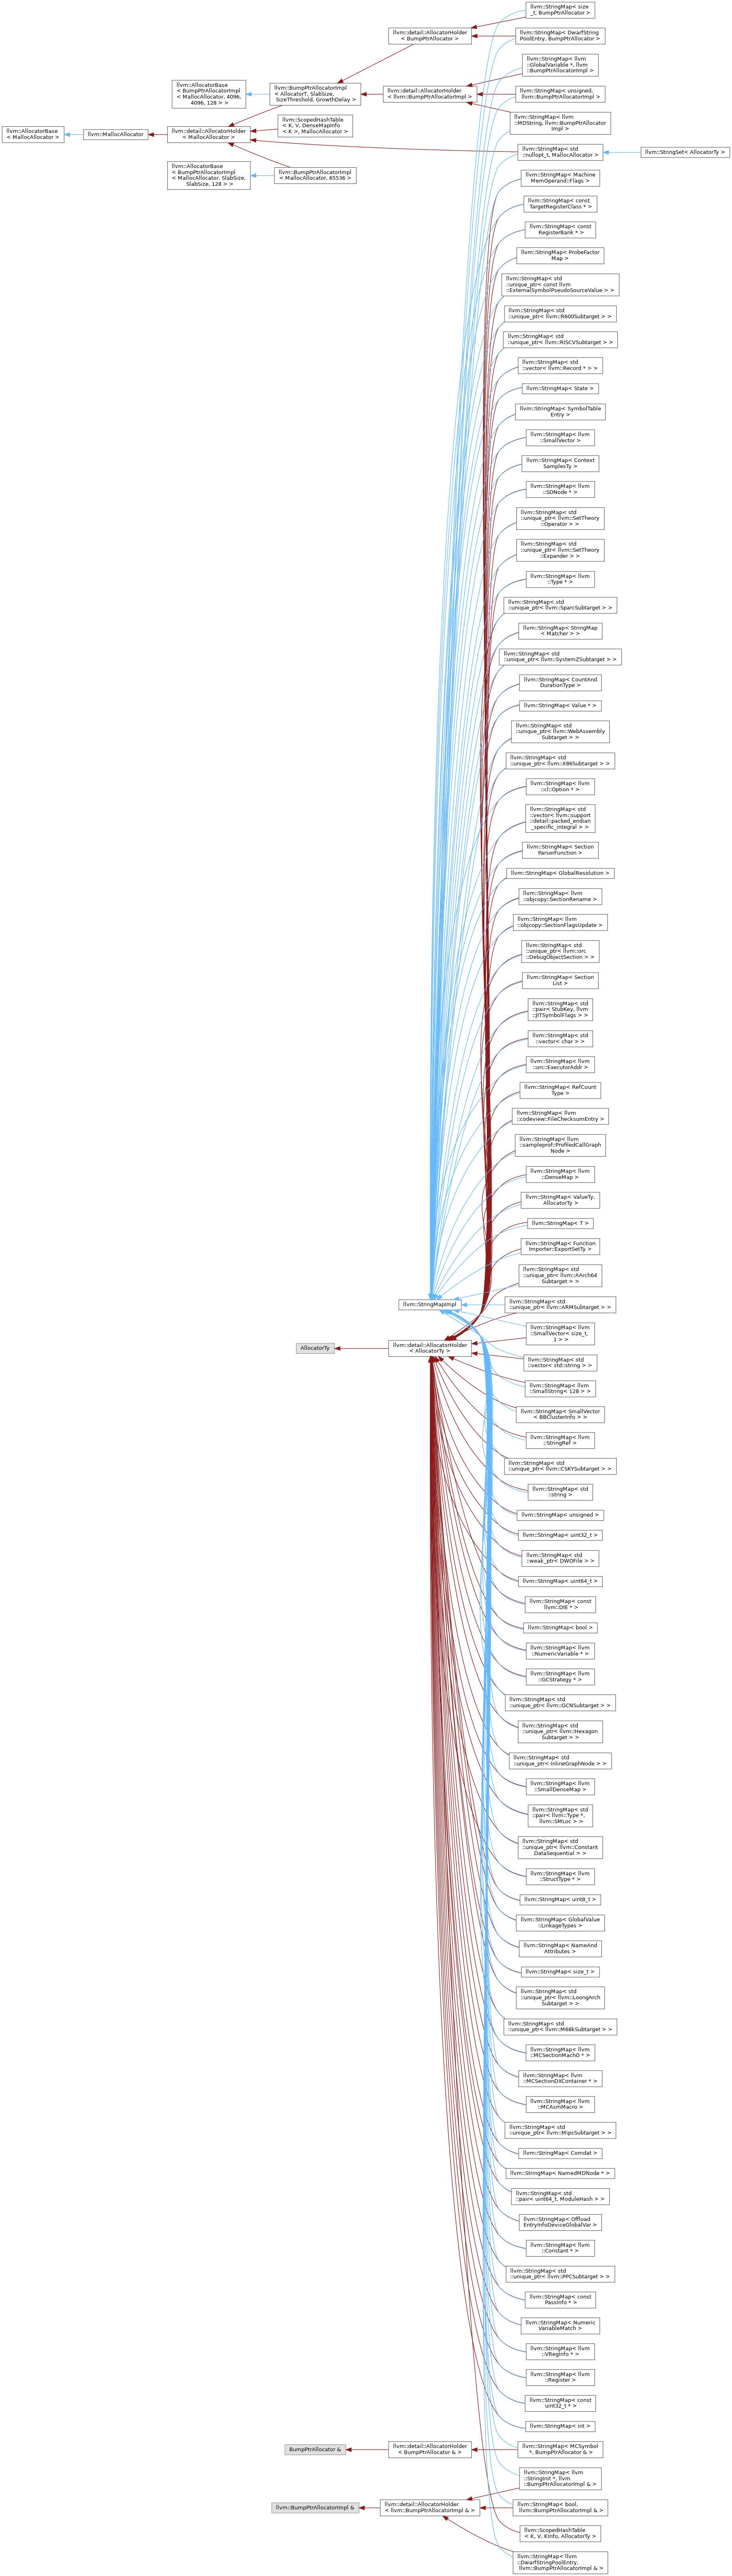 llvm::StringMap< size
_t, BumpPtrAllocator >
llvm::detail::AllocatorHolder
< BumpPtrAllocator >
llvm::StringMap< Dwarf­String
PoolEntry, BumpPtrAllocator >
llvm::StringMap< llvm
::GlobalVariable *, llvm
::BumpPtrAllocatorImpl >
llvm::AllocatorBase
< BumpPtrAllocatorImpl
< MallocAllocator, 4096,
4096, 128 > >
llvm::BumpPtrAllocatorImpl
< AllocatorT, SlabSize,
SizeThreshold, GrowthDelay >
llvm::detail::AllocatorHolder
< llvm::BumpPtrAllocatorImpl >
llvm::StringMap< unsigned,
llvm::BumpPtrAllocatorImpl >
llvm::StringMap< llvm
::MDString, llvm::BumpPtrAllocator
Impl >
llvm::AllocatorBase
< MallocAllocator >
llvm::MallocAllocator
llvm::detail::AllocatorHolder
< MallocAllocator >
llvm::ScopedHashTable
< K, V, DenseMapInfo
< K >, MallocAllocator >
llvm::StringMap< std
::nullopt_t, MallocAllocator >
llvm::StringSet< AllocatorTy >
llvm::AllocatorBase
< BumpPtrAllocatorImpl
< MallocAllocator, SlabSize,
SlabSize, 128 > >
llvm::BumpPtrAllocatorImpl
< MallocAllocator, 65536 >
llvm::StringMap< Machine
MemOperand::Flags >
llvm::StringMap< const
TargetRegisterClass * >
llvm::StringMap< const
RegisterBank * >
llvm::StringMap< ProbeFactor
Map >
llvm::StringMap< std
::unique_ptr< const llvm
::ExternalSymbolPseudoSourceValue > >
llvm::StringMap< std
::unique_ptr< llvm::R600Subtarget > >
llvm::StringMap< std
::unique_ptr< llvm::RISCVSubtarget > >
llvm::StringMap< std
::vector< llvm::Record * > >
llvm::StringMap< State >
llvm::StringMap< SymbolTable
Entry >
llvm::StringMap< llvm
::SmallVector >
llvm::StringMap< Context
SamplesTy >
llvm::StringMap< llvm
::SDNode * >
llvm::StringMap< std
::unique_ptr< llvm::SetTheory
::Operator > >
llvm::StringMap< std
::unique_ptr< llvm::SetTheory
::Expander > >
llvm::StringMap< llvm
::Type * >
llvm::StringMap< std
::unique_ptr< llvm::SparcSubtarget > >
llvm::StringMap< StringMap
< Matcher > >
llvm::StringMap< std
::unique_ptr< llvm::SystemZSubtarget > >
llvm::StringMap< CountAnd
DurationType >
llvm::StringMap< Value * >
llvm::StringMap< std
::unique_ptr< llvm::WebAssembly
Subtarget > >
llvm::StringMap< std
::unique_ptr< llvm::X86Subtarget > >
llvm::StringMap< llvm
::cl::Option * >
llvm::StringMap< std
::vector< llvm::support
::detail::packed_endian
_specific_integral > >
llvm::StringMap< Section
ParserFunction >
llvm::StringMap< GlobalResolution >
llvm::StringMap< llvm
::objcopy::SectionRename >
llvm::StringMap< llvm
::objcopy::SectionFlagsUpdate >
llvm::StringMap< std
::unique_ptr< llvm::orc
::DebugObjectSection > >
llvm::StringMap< Section
List >
llvm::StringMap< std
::pair< StubKey, llvm
::JITSymbolFlags > >
llvm::StringMap< std
::vector< char > >
llvm::StringMap< llvm
::orc::ExecutorAddr >
llvm::StringMap< RefCount
Type >
llvm::StringMap< llvm
::codeview::FileChecksumEntry >
llvm::StringMap< llvm
::sampleprof::ProfiledCallGraph
Node >
llvm::StringMap< llvm
::DenseMap >
llvm::StringMap< ValueTy,
AllocatorTy >
llvm::StringMap< T >
llvm::StringMap< Function
Importer::ExportSetTy >
llvm::StringMap< std
::unique_ptr< llvm::AArch64
Subtarget > >
llvm::StringMapImpl
llvm::StringMap< std
::unique_ptr< llvm::ARMSubtarget > >
llvm::StringMap< llvm
::SmallVector< size_t,
1 > >
AllocatorTy
llvm::detail::AllocatorHolder
< AllocatorTy >
llvm::StringMap< std
::vector< std::string > >
llvm::StringMap< llvm
::SmallString< 128 > >
llvm::StringMap< SmallVector
< BBClusterInfo > >
llvm::StringMap< llvm
::StringRef >
llvm::StringMap< std
::unique_ptr< llvm::CSKYSubtarget > >
llvm::StringMap< std
::string >
llvm::StringMap< unsigned >
llvm::StringMap< uint32_t >
llvm::StringMap< std
::weak_ptr< DWOFile > >
llvm::StringMap< uint64_t >
llvm::StringMap< const
llvm::DIE * >
llvm::StringMap< bool >
llvm::StringMap< llvm
::NumericVariable * >
llvm::StringMap< llvm
::GCStrategy * >
llvm::StringMap< std
::unique_ptr< llvm::GCNSubtarget > >
llvm::StringMap< std
::unique_ptr< llvm::Hexagon
Subtarget > >
llvm::StringMap< std
::unique_ptr< InlineGraphNode > >
llvm::StringMap< llvm
::SmallDenseMap >
llvm::StringMap< std
::pair< llvm::Type *,
llvm::SMLoc > >
llvm::StringMap< std
::unique_ptr< llvm::Constant
DataSequential > >
llvm::StringMap< llvm
::StructType * >
llvm::StringMap< uint8_t >
llvm::StringMap< GlobalValue
::LinkageTypes >
llvm::StringMap< NameAnd
Attributes >
llvm::StringMap< size_t >
llvm::StringMap< std
::unique_ptr< llvm::LoongArch
Subtarget > >
llvm::StringMap< std
::unique_ptr< llvm::M68kSubtarget > >
llvm::StringMap< llvm
::MCSectionMachO * >
llvm::StringMap< llvm
::MCSectionDXContainer * >
llvm::StringMap< llvm
::MCAsmMacro >
llvm::StringMap< std
::unique_ptr< llvm::MipsSubtarget > >
llvm::StringMap< Comdat >
llvm::StringMap< NamedMDNode * >
llvm::StringMap< std
::pair< uint64_t, ModuleHash > >
llvm::StringMap< Offload
EntryInfoDeviceGlobalVar >
llvm::StringMap< llvm
::Constant * >
llvm::StringMap< std
::unique_ptr< llvm::PPCSubtarget > >
llvm::StringMap< const
PassInfo * >
llvm::StringMap< Numeric
VariableMatch >
llvm::StringMap< llvm
::VRegInfo * >
llvm::StringMap< llvm
::Register >
llvm::StringMap< const
uint32_t * >
llvm::StringMap< int >
BumpPtrAllocator &
llvm::detail::AllocatorHolder
< BumpPtrAllocator & >
llvm::StringMap< MCSymbol
*, BumpPtrAllocator & >
llvm::StringMap< llvm
::StringInit *, llvm
::BumpPtrAllocatorImpl & >
llvm::BumpPtrAllocatorImpl &
llvm::detail::AllocatorHolder
< llvm::BumpPtrAllocatorImpl & >
llvm::StringMap< bool,
llvm::BumpPtrAllocatorImpl & >
llvm::ScopedHashTable
< K, V, KInfo, AllocatorTy >
llvm::StringMap< llvm
::DwarfStringPoolEntry,
llvm::BumpPtrAllocatorImpl & >